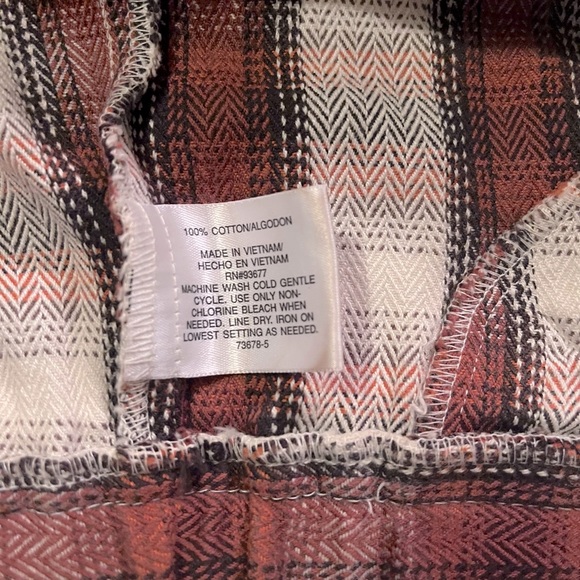 100% COTTON/ALGODON
MADE IN VIETNAM/
HECHO EN VIETNAM
RN#93677
MACHINE WASH COLD GENTLE
CYCLE. USE ONLY NON-
CHLORINE BLEACH WHEN
NEEDED. LINE DRY. IRON ON
LOWEST SETTING AS NEEDED.
73678-5